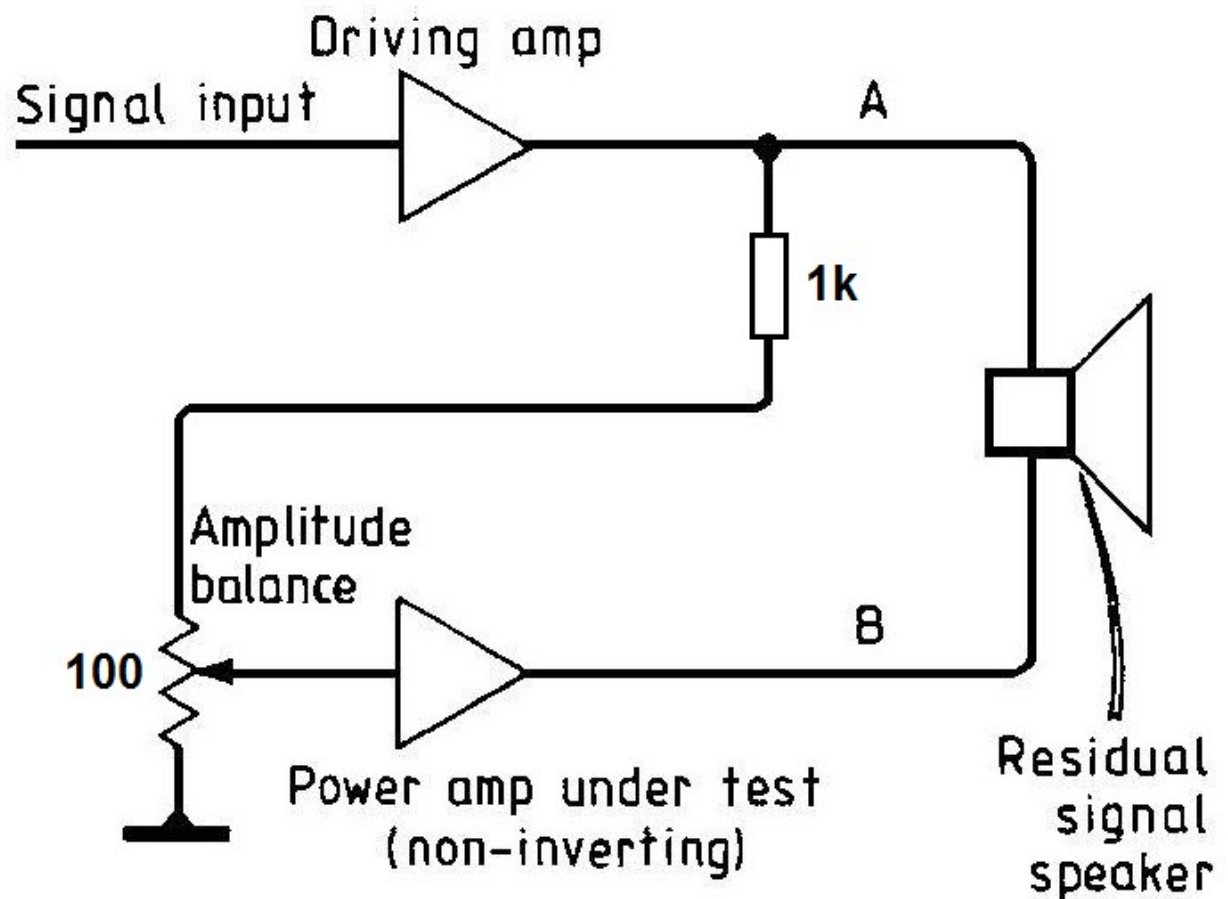 Driving amp
Signal input
A
1k
Amplitude
balance
B
100
Power amp under test
(non-inverting)
Residual
signal
speaker